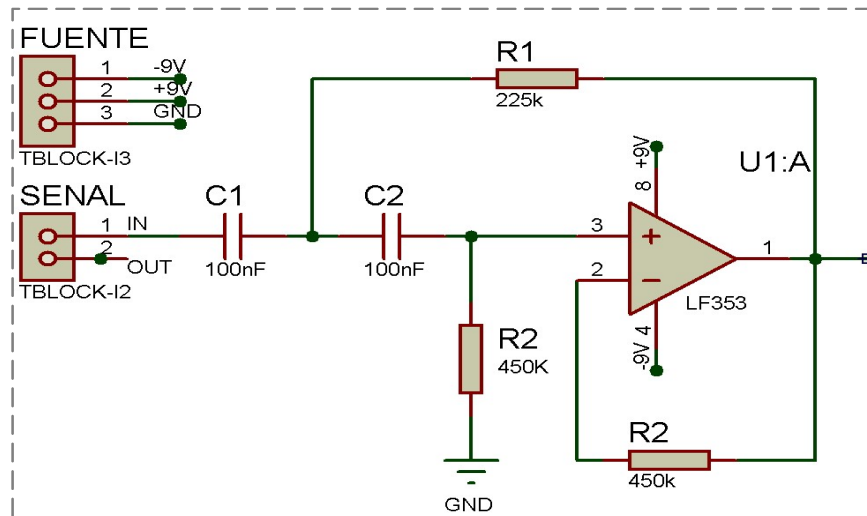 FUENTE
1 -9V
2 +9V
3 GND
TBLOCK-I3
SENAL
1 IN
2 OUT
TBLOCK-I2
C1
100nF
C2
100nF
R1
225k
R2
450K
GND
U1:A
+9V
8
3
2
1
LF353
4
-9V
R2
450k